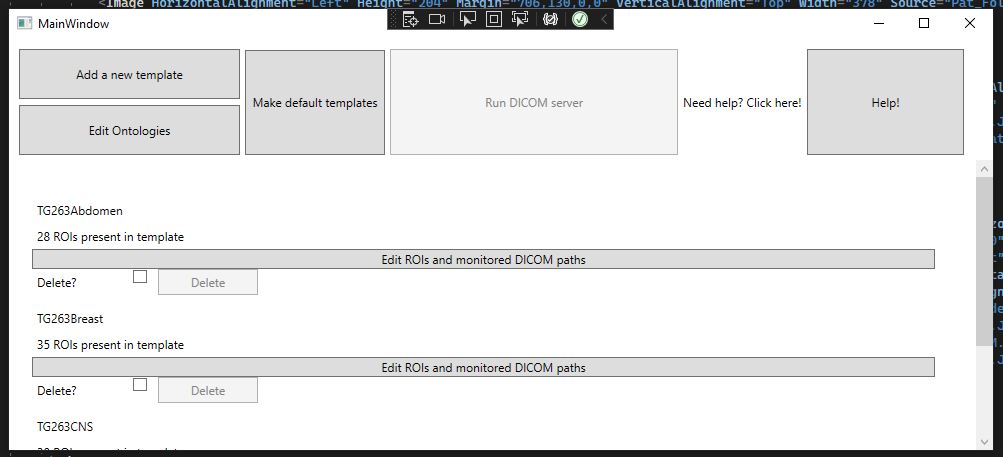 <Image HorizontalAlignment="Left" Height="204" Margin="706,130,0,0" VerticalAlignment="Top" Width="378" Source="Pat_Fol
MainWindow
Add a new template
Edit Ontologies
Make default templates
Run DICOM server
Need help? Click here!
Help!
TG263Abdomen
28 ROIs present in template
Edit ROIs and monitored DICOM paths
Delete?
Delete
TG263Breast
35 ROIs present in template
Edit ROIs and monitored DICOM paths
Delete?
Delete
TG263CNS